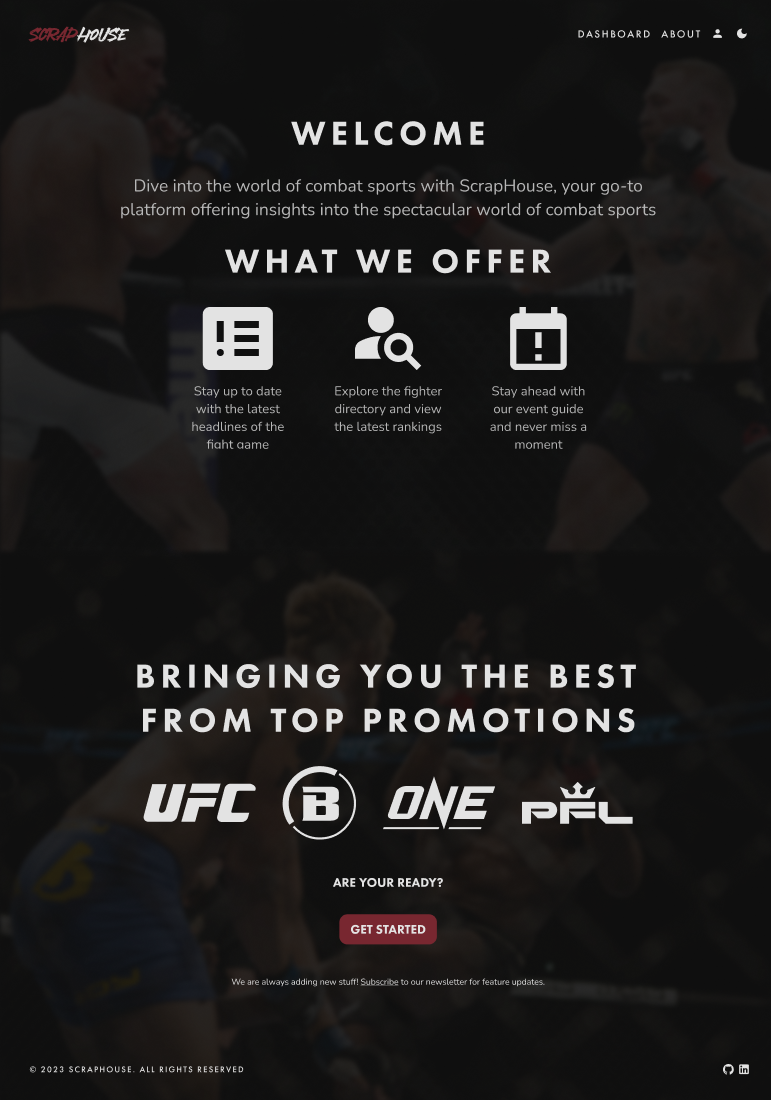 SCRAPHOUSE
DASHBOARD ABOUT
WELCOME
Dive into the world of combat sports with ScrapHouse, your go-to
platform offering insights into the spectacular world of combat sports
WHAT WE OFFER
Stay up to date
with the latest
headlines of the
fight game
Explore the fighter
directory and view
the latest rankings
Stay ahead with
our event guide
and never miss a
moment
BRINGING YOU THE BEST
FROM TOP PROMOTIONS
UFC B ONE PFL
ARE YOUR READY?
GET STARTED
We are always adding new stuff! Subscribe to our newsletter for feature updates.
© 2023 SCRAPHOUSE. ALL RIGHTS RESERVED